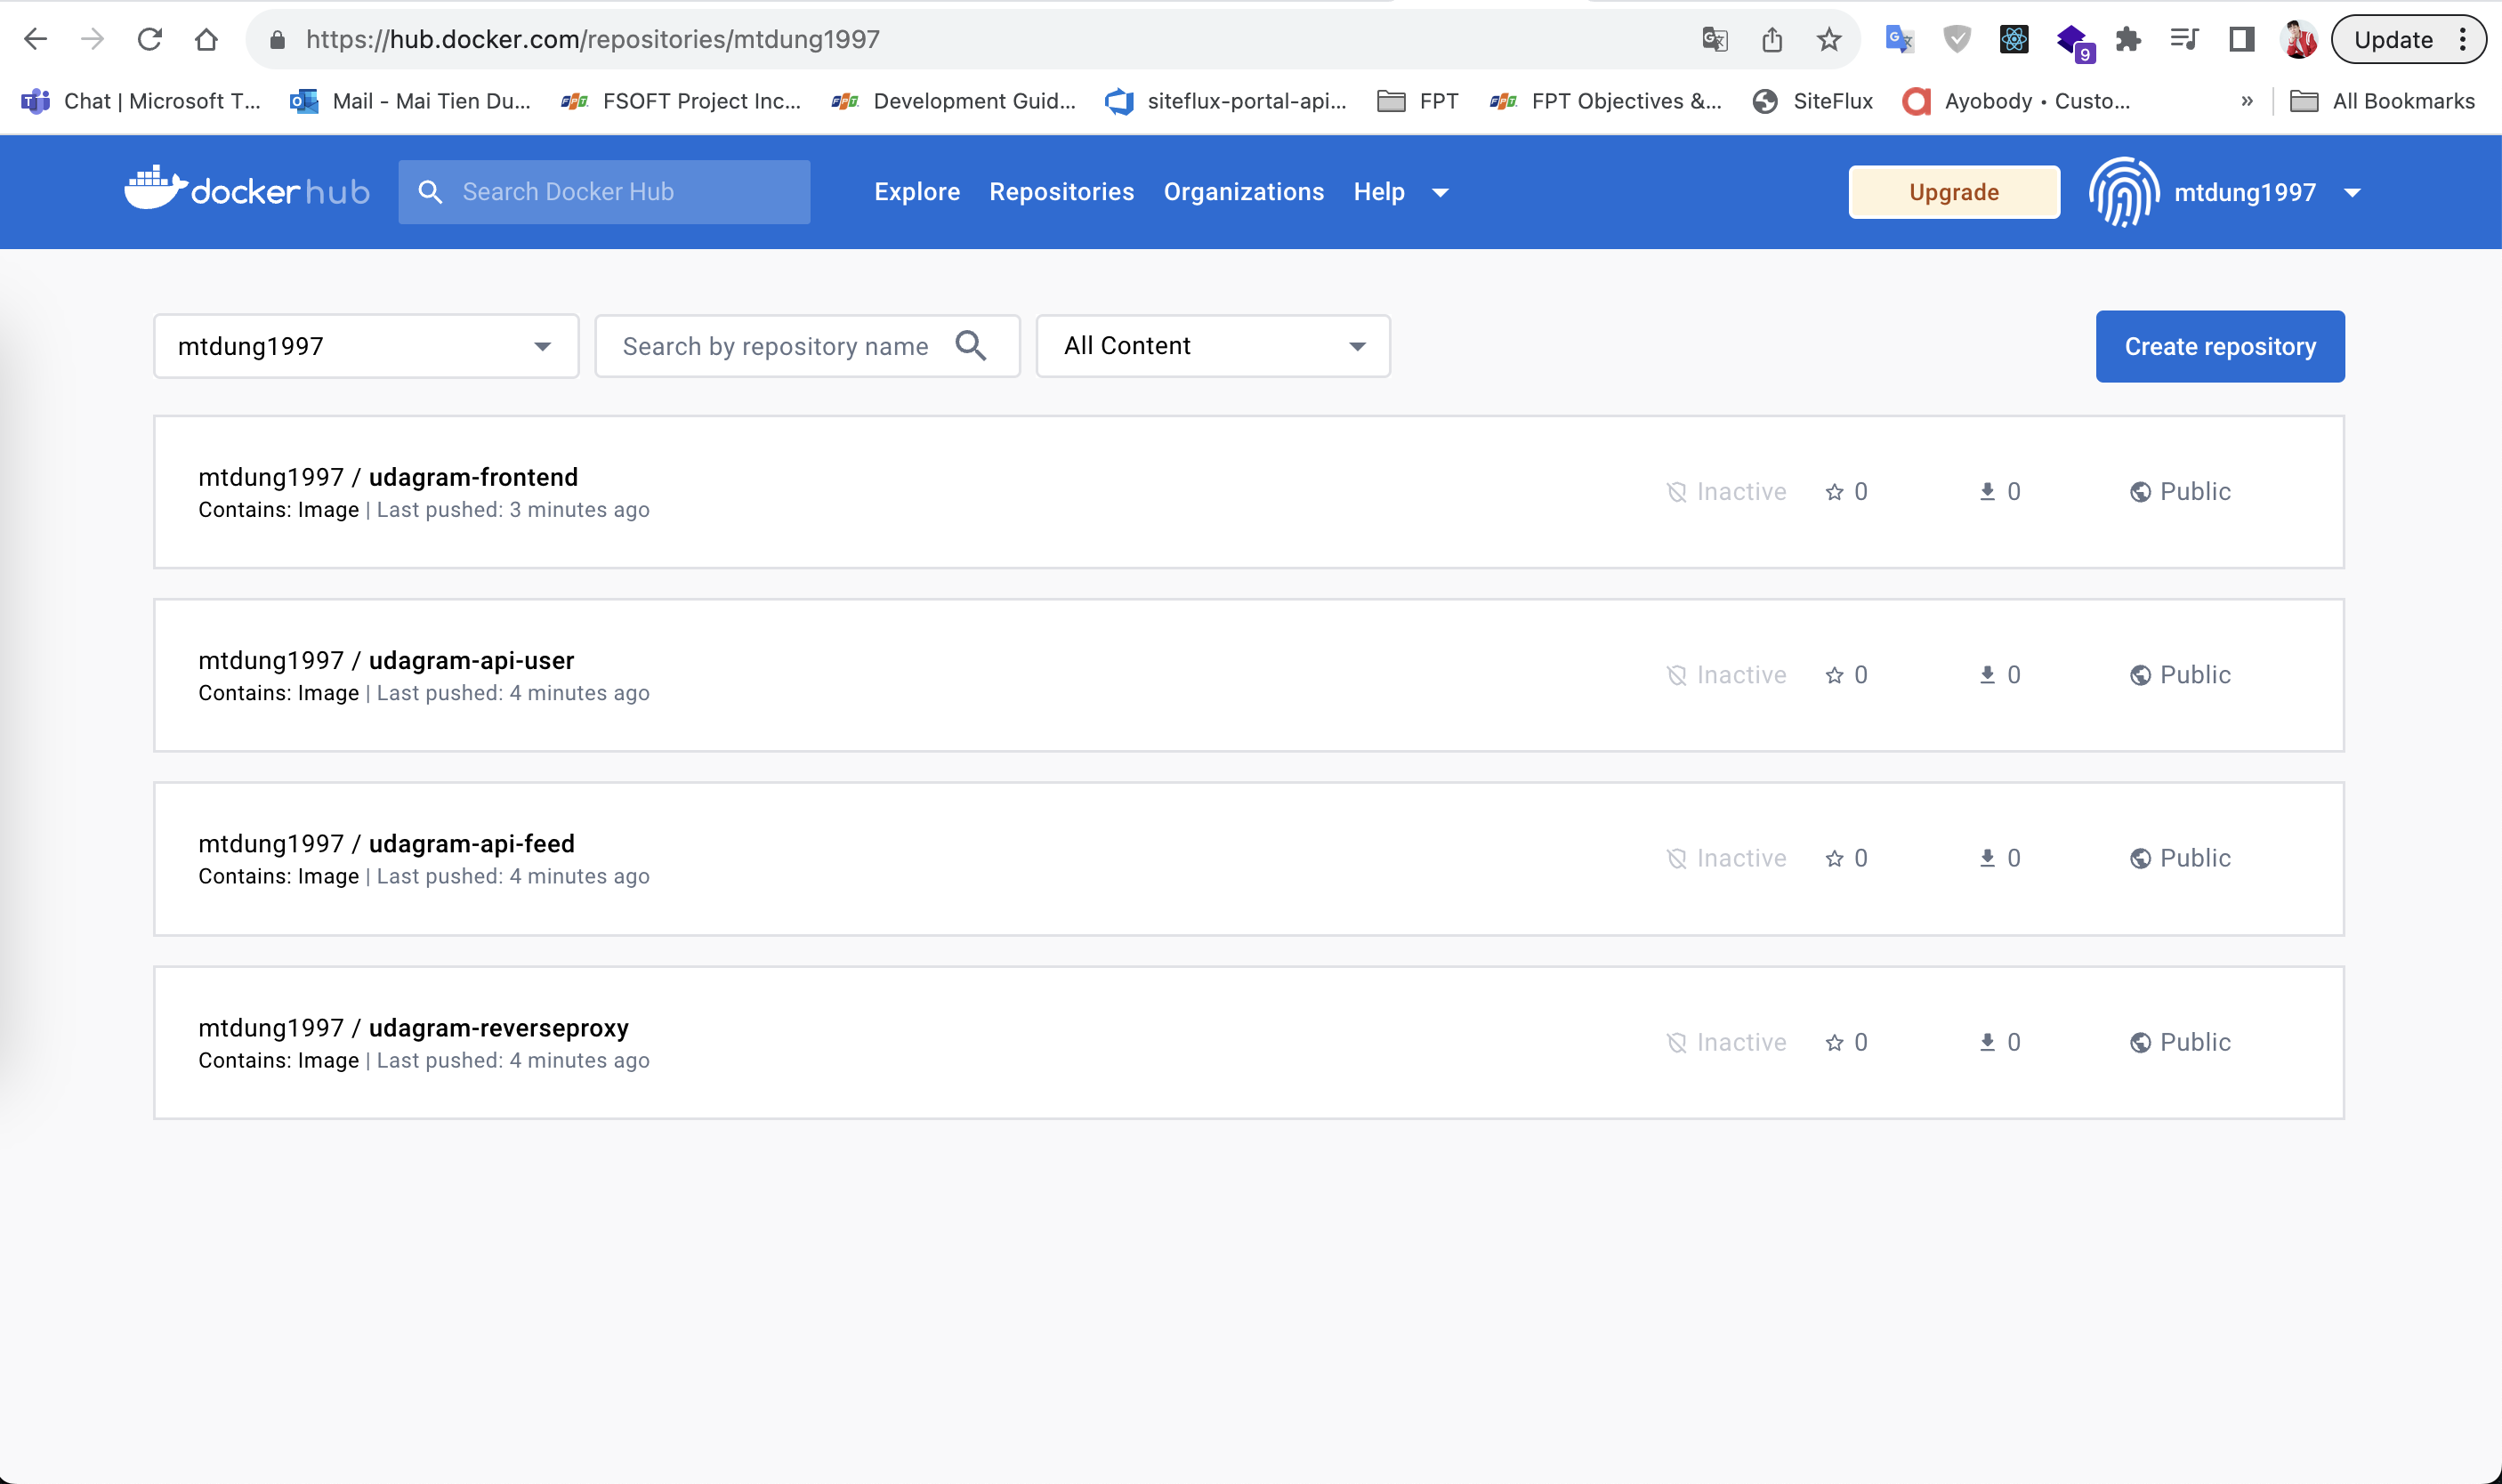 https://hub.docker.com/repositories/mtdung1997
9
Update
Chat | Microsoft T...
Mail - Mai Tien Du...
FSOFT Project Inc...
Development Guid...
siteflux-portal-api...
FPT
FPT Objectives &...
SiteFlux
Ayobody • Custo...
»
All Bookmarks
dockerhub
Search Docker Hub
Explore
Repositories
Organizations
Help
Upgrade
mtdung1997
mtdung1997
Search by repository name
All Content
Create repository
mtdung1997 / udagram-frontend
Contains: Image | Last pushed: 3 minutes ago
Inactive
0
0
Public
mtdung1997 / udagram-api-user
Contains: Image | Last pushed: 4 minutes ago
Inactive
0
0
Public
mtdung1997 / udagram-api-feed
Contains: Image | Last pushed: 4 minutes ago
Inactive
0
0
Public
mtdung1997 / udagram-reverseproxy
Contains: Image | Last pushed: 4 minutes ago
Inactive
0
0
Public